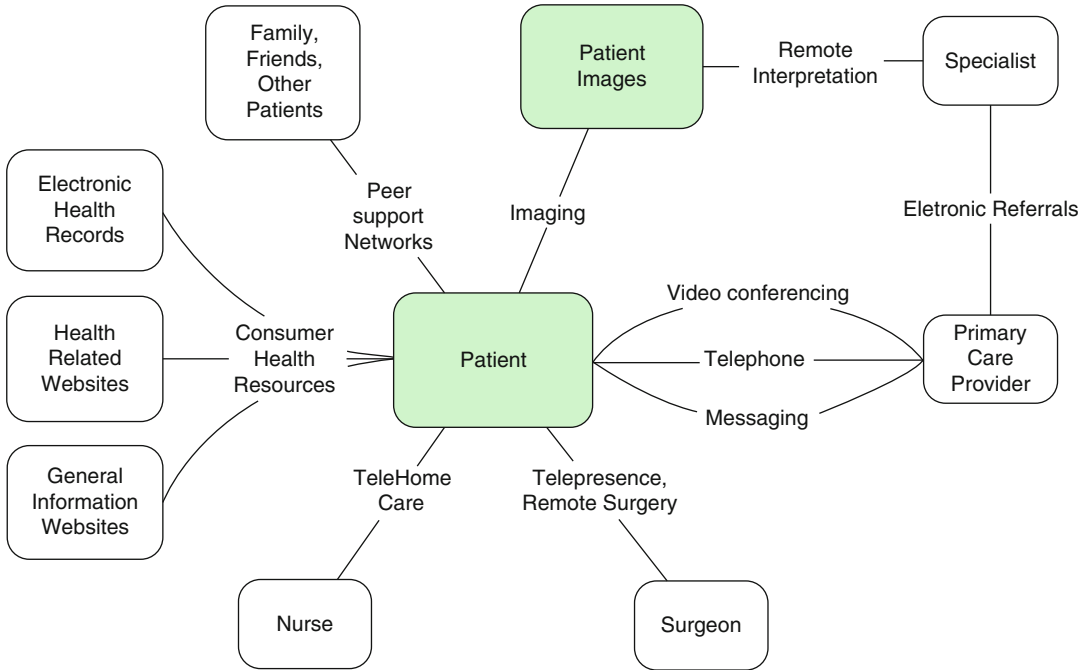 Family,
Friends,
Other
Patients
Patient
Images
Remote
Interpretation
Specialist
Electronic
Health
Records
Peer
support
Networks
Imaging
Eletronic Referrals
Health
Related
Websites
Consumer
Health
Resources
Patient
Video conferencing
Telephone
Messaging
Primary
Care
Provider
General
Information
Websites
TeleHome
Care
Telepresence,
Remote Surgery
Nurse
Surgeon